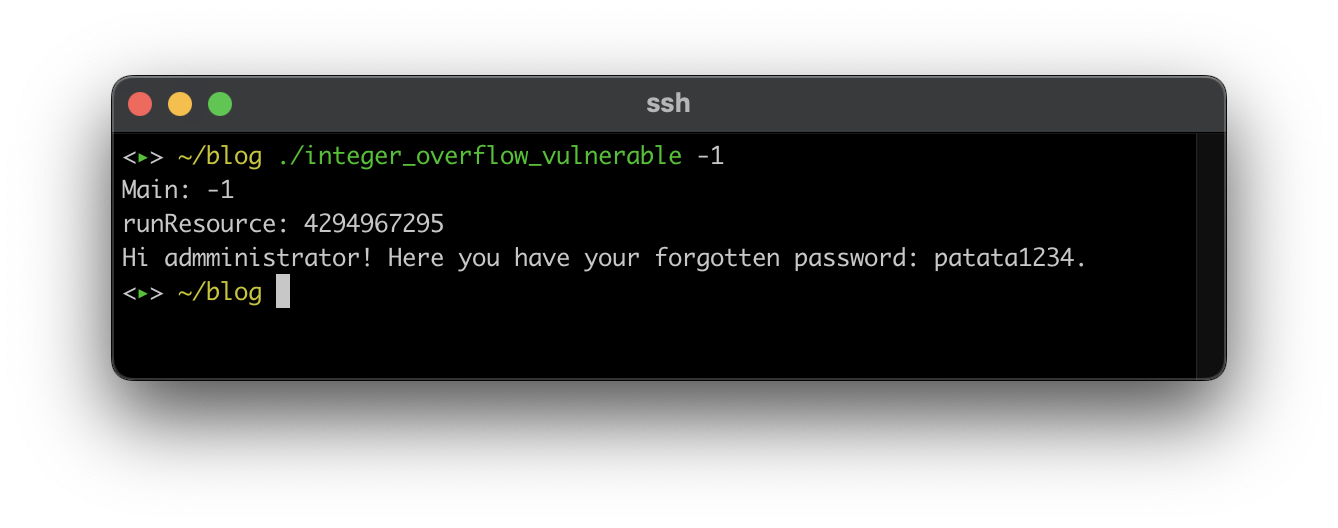 ssh
<▸> ~/blog ./integer_overflow_vulnerable -1
Main: -1
runResource: 4294967295
Hi admministrator! Here you have your forgotten password: patata1234.
<▸> ~/blog